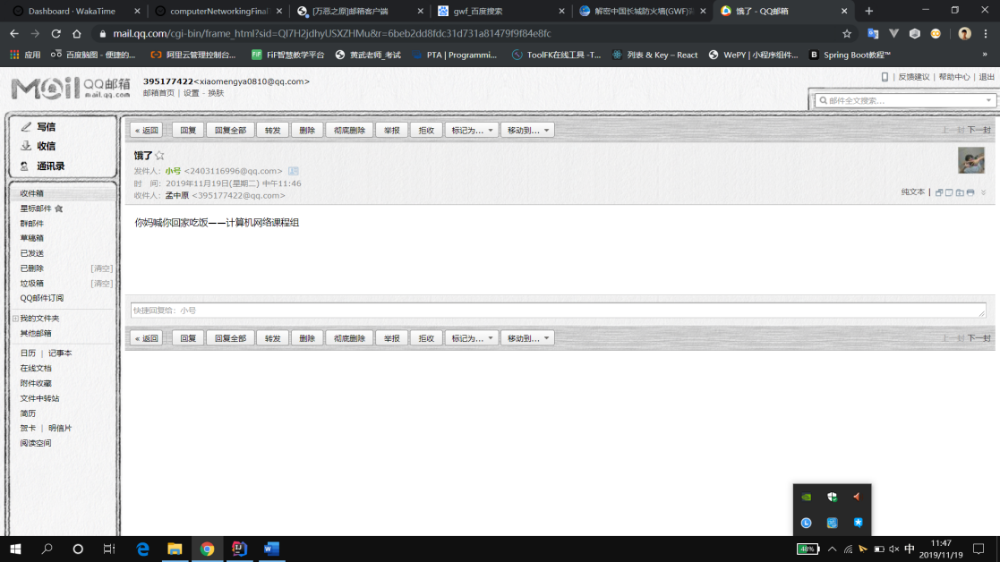 Dashboard · WakaTime
computerNetworkingFinal
[万恶之原]邮箱客户端
gwf_百度搜索
解密中国长城防火墙(GWF)
饿了 - QQ邮箱
mail.qq.com/cgi-bin/frame_html?sid=QI7H2jdhyUSXZHMu&r=6beb2dd8fdc31d731a81479f9f84e8fc
应用
百度脑图 - 便捷的...
阿里云管理控制台...
FiF智慧教学平台
黄武老师_考试
PTA | Programmi...
ToolFK在线工具 -T...
列表 & Key – React
WePY | 小程序组件...
Spring Boot教程™
»
MAil QQ邮箱
mail.qq.com
395177422<xiaomengya0810@qq.com>
邮箱首页 | 设置 - 换肤
反馈建议 | 帮助中心 | 退出
邮件全文搜索...
写信
收信
通讯录
收件箱
星标邮件
群邮件
草稿箱
已发送
已删除 [清空]
垃圾箱 [清空]
QQ邮件订阅
我的文件夹
其他邮箱
日历 | 记事本
在线文档
附件收藏
文件中转站
简历
贺卡 | 明信片
阅读空间
« 返回 回复 回复全部 转发 删除 彻底删除 举报 拒收 标记为... 移动到... 上一封 下一封
饿了
发件人：小号 <2403116996@qq.com>
时 间：2019年11月19日(星期二) 中午11:46
收件人：孟中原 <395177422@qq.com>
纯文本 |
你妈喊你回家吃饭——计算机网络课程组
快捷回复给：小号
« 返回 回复 回复全部 转发 删除 彻底删除 举报 拒收 标记为... 移动到... 上一封 下一封
48%
中
11:47
2019/11/19